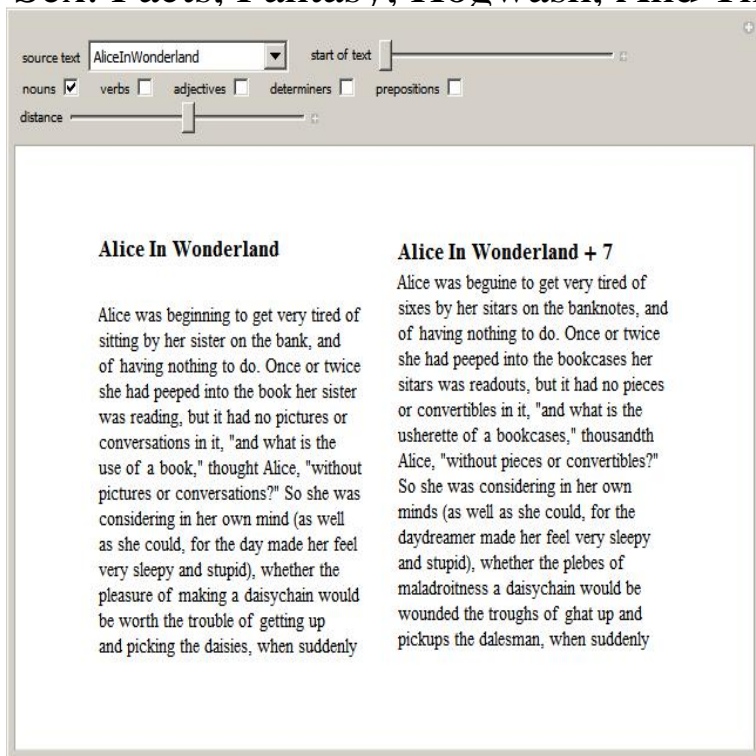 Sex: Facts, Fantasy, Hogwash, And
source text AliceInWonderland start of text
nouns verbs adjectives determiners prepositions
distance
Alice In Wonderland
Alice was beginning to get very tired of
sitting by her sister on the bank, and
of having nothing to do. Once or twice
she had peeped into the book her sister
was reading, but it had no pictures or
conversations in it, "and what is the
use of a book," thought Alice, "without
pictures or conversations?" So she was
considering in her own mind (as well
as she could, for the day made her feel
very sleepy and stupid), whether the
pleasure of making a daisychain would
be worth the trouble of getting up
and picking the daisies, when suddenly
Alice In Wonderland + 7
Alice was beguine to get very tired of
sixes by her sitars on the banknotes, and
of having nothing to do. Once or twice
she had peeped into the bookcases her
sitars was readouts, but it had no pieces
or convertibles in it, "and what is the
usherette of a bookcases," thousandth
Alice, "without pieces or convertibles?"
So she was considering in her own
minds (as well as she could, for the
daydreamer made her feel very sleepy
and stupid), whether the plebes of
maladroitness a daisychain would be
wounded the troughs of ghat up and
pickups the dalesman, when suddenly